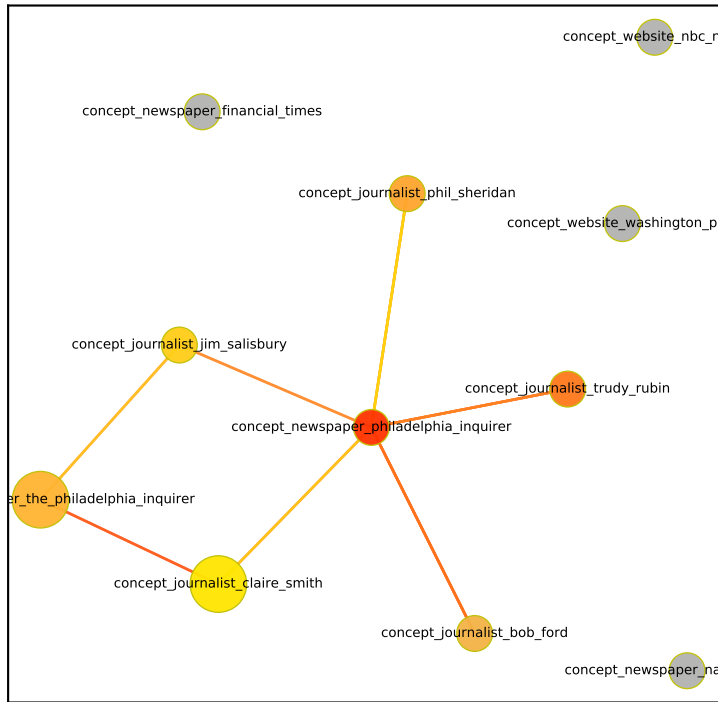 concept_website_nbc_n
concept_newspaper_financial_times
concept_journalist_phil_sheridan
concept_website_washington_p
concept_journalist_jim_salisbury
concept_journalist_trudy_rubin
concept_newspaper_philadelphia_inquirer
er_the_philadelphia_inquirer
concept_journalist_claire_smith
concept_journalist_bob_ford
concept_newspaper_na